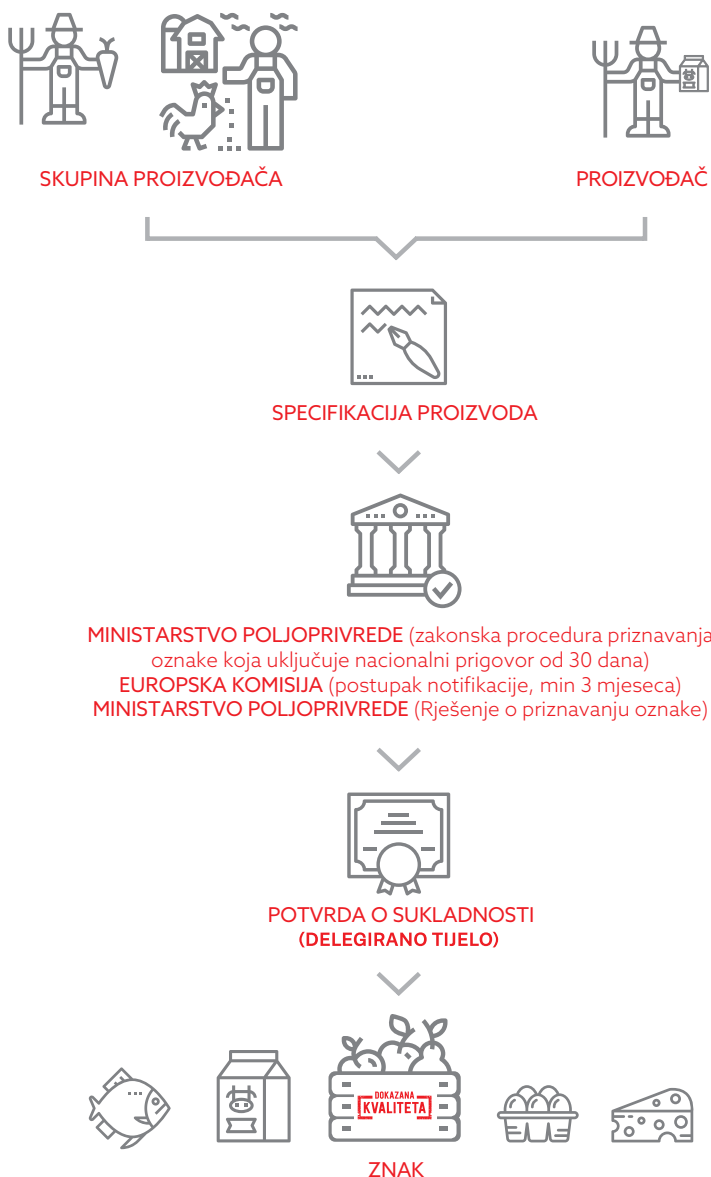 SKUPINA PROIZVOĐAČA
PROIZVOĐAČ
SPECIFIKACIJA PROIZVODA
MINISTARSTVO POLJOPRIVREDE (zakonska procedura priznavanja
oznake koja uključuje nacionalni prigovor od 30 dana)
EUROPSKA KOMISIJA (postupak notifikacije, min 3 mjeseca)
MINISTARSTVO POLJOPRIVREDE (Rješenje o priznavanju oznake)
POTVRDA O SUKLADNOSTI
(DELEGIRANO TIJELO)
DOKAZANA
KVALITETA
ZNAK